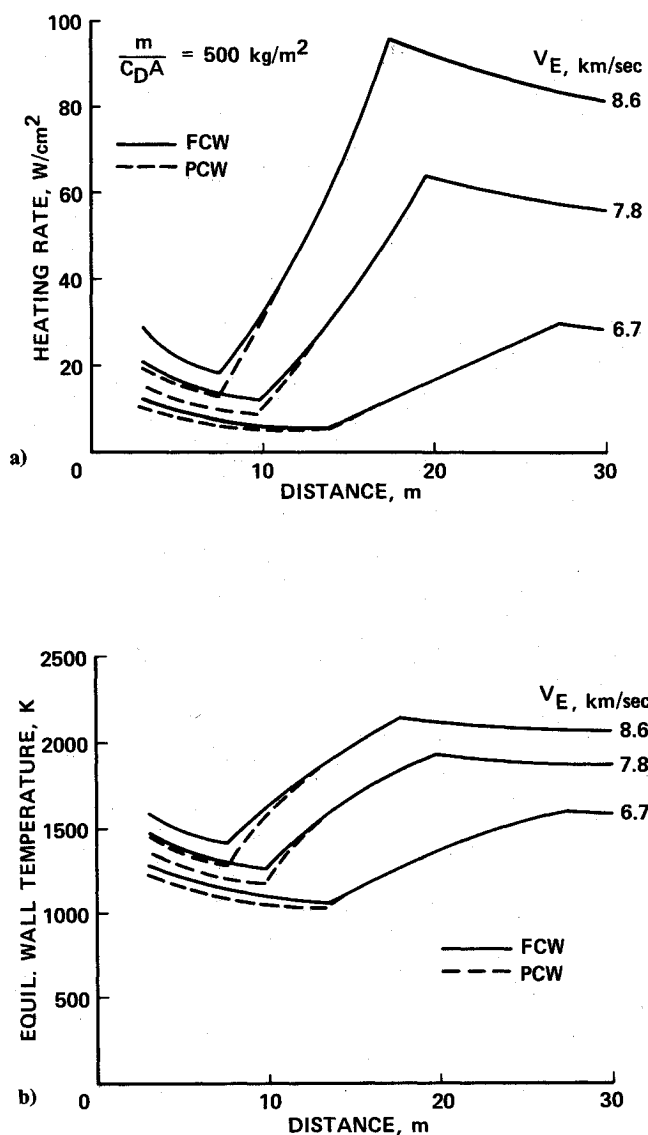 100
80
60
40
20
0
HEATING RATE, W/cm²
m/C_DA = 500 kg/m²
FCW
PCW
V_E, km/sec
8.6
7.8
6.7
a)
10
20
30
DISTANCE, m
2500
2000
1500
1000
500
0
EQUIL. WALL TEMPERATURE, K
V_E, km/sec
8.6
7.8
6.7
FCW
PCW
b)
10
20
30
DISTANCE, m